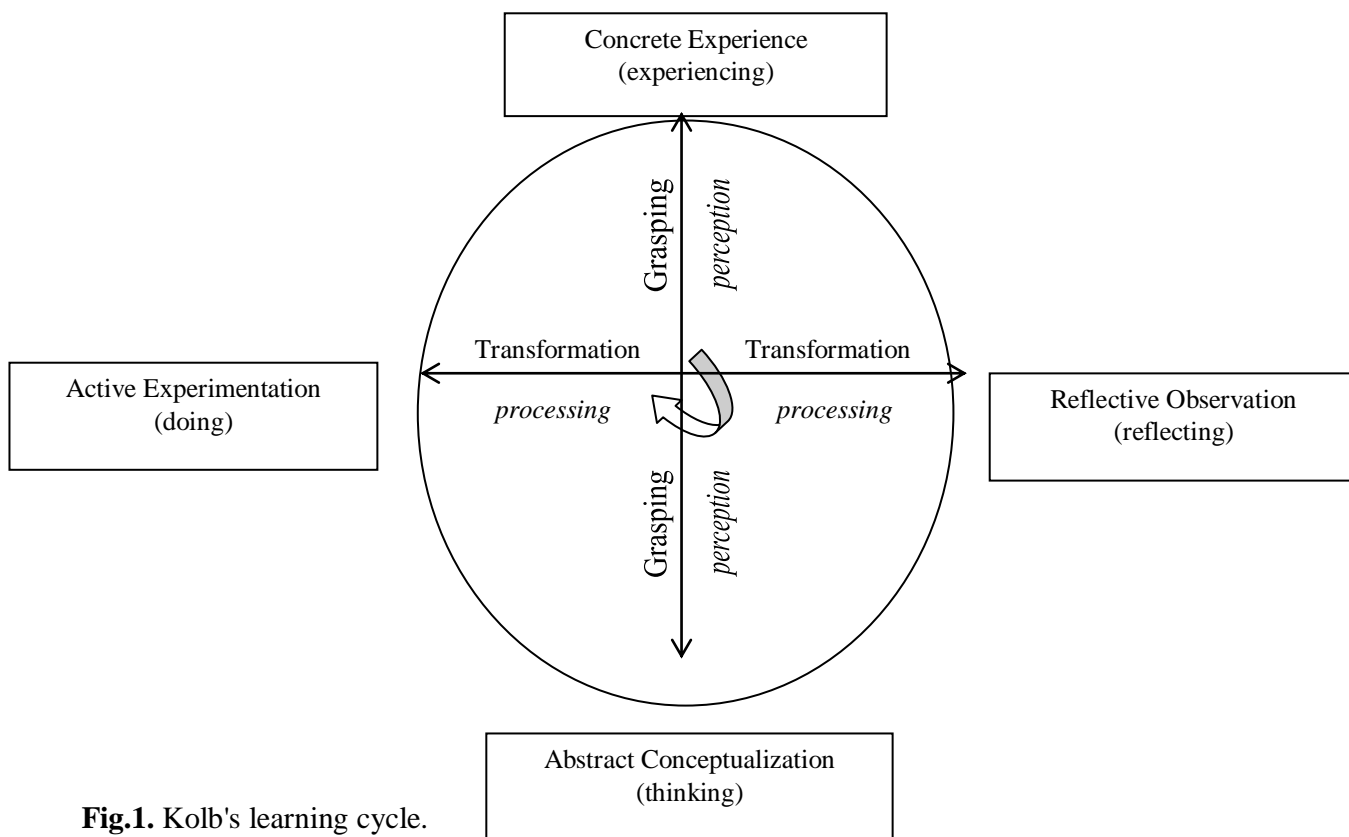 Concrete Experience
(experiencing)
Grasping
perception
Transformation
Transformation
processing
processing
Active Experimentation
(doing)
Reflective Observation
(reflecting)
Grasping
perception
Abstract Conceptualization
(thinking)
Fig.1. Kolb's learning cycle.